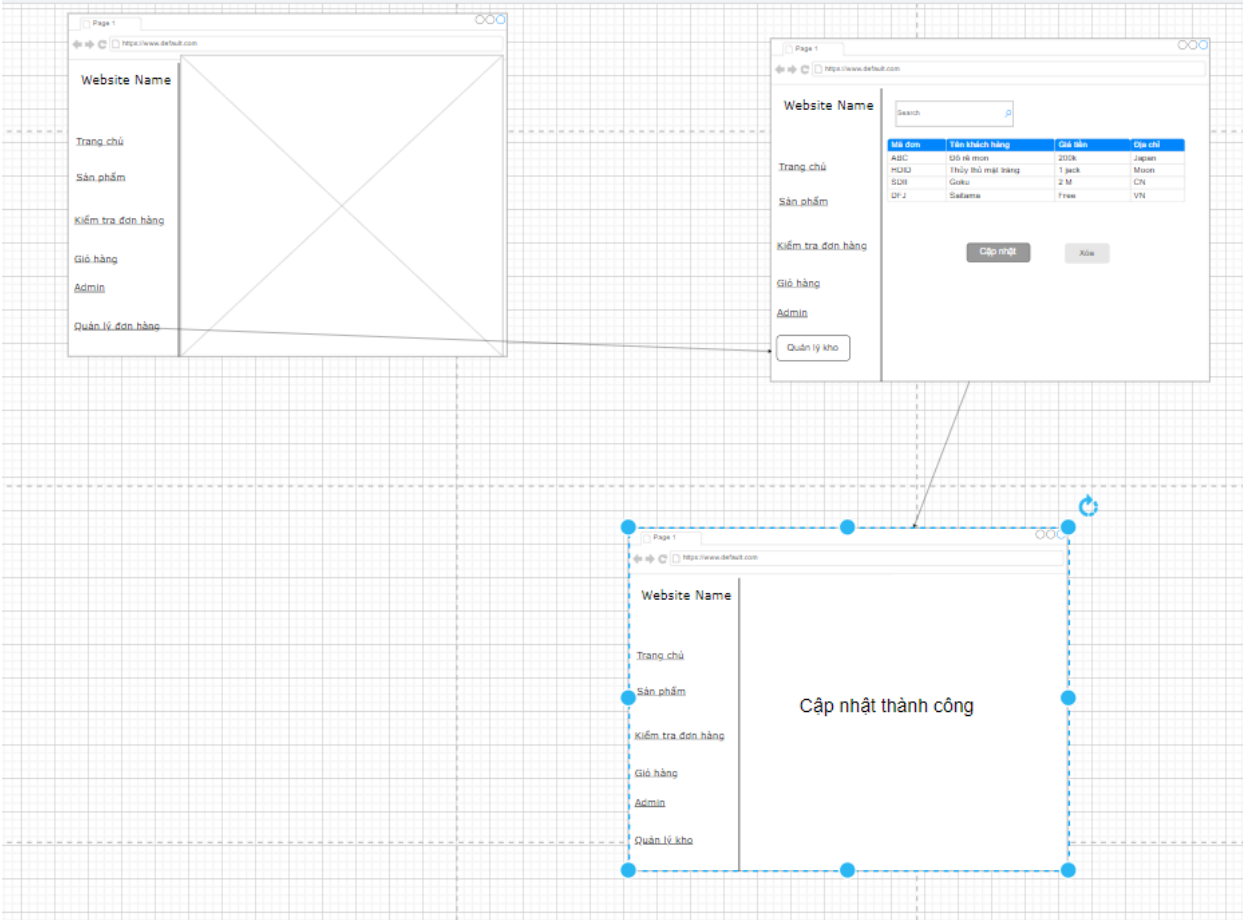 Page 1
https://www.default.com
Website Name
Trang chủ
Sản phẩm
Kiểm tra đơn hàng
Giỏ hàng
Admin
Quản lý đơn hàng
Page 1
https://www.default.com
Website Name
Search
Mã đơn Tên khách hàng Giá tiền Địa chỉ
ABC Đô rê mon 200k Japan
HDID Thủy thủ mặt trăng 1 jack Moon
Goku 2 M CN
DFJ Saitama Free VN
Trang chủ
Sản phẩm
Kiểm tra đơn hàng
Giỏ hàng
Admin
Quản lý kho
Cập nhật Xóa
Page 1
https://www.default.com
Website Name
Trang chủ
Sản phẩm
Kiểm tra đơn hàng
Giỏ hàng
Admin
Quản lý kho
Cập nhật thành công